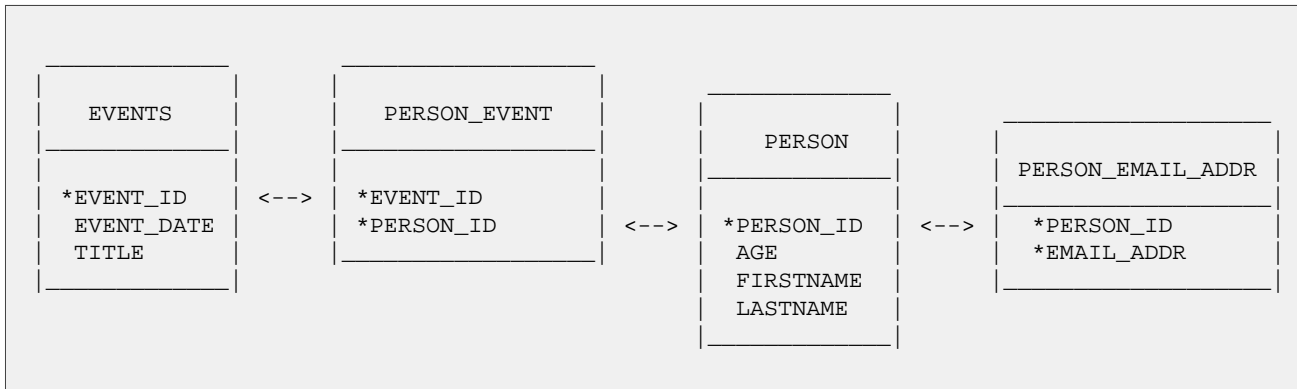 EVENTS
*EVENT_ID
EVENT_DATE
TITLE
<-->
PERSON_EVENT
*EVENT_ID
*PERSON_ID
<-->
PERSON
*PERSON_ID
AGE
FIRSTNAME
LASTNAME
<-->
PERSON_EMAIL_ADDR
*PERSON_ID
*EMAIL_ADDR